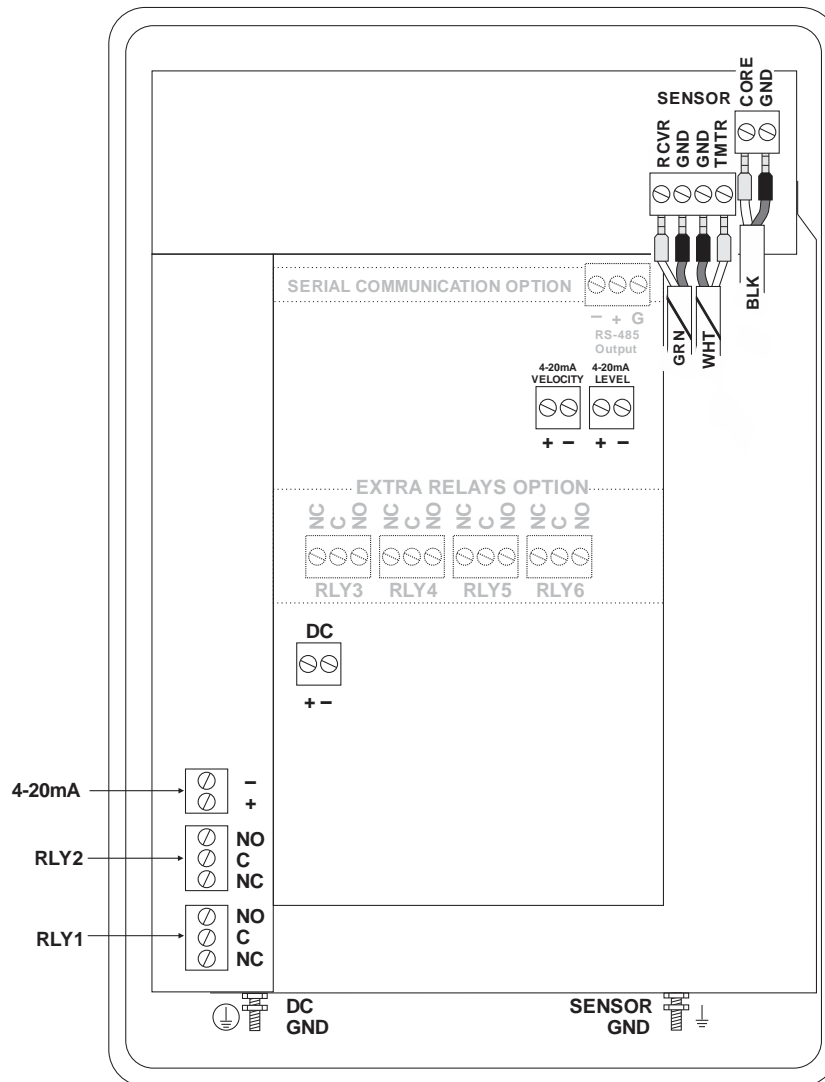 CORE
GND
SENSOR
RCVR
GND
GND
TMTR
BLK
GRN
WHT
SERIAL COMMUNICATION OPTION
− + G
RS-485
Output
4-20mA
VELOCITY
4-20mA
LEVEL
+ −
+ −
EXTRA RELAYS OPTION
NC C NO
NC C NO
NC C NO
NC C NO
RLY3 RLY4 RLY5 RLY6
DC
+ −
4-20mA
−
+
RLY2
NO
C
NC
RLY1
NO
C
NC
DC
GND
SENSOR
GND